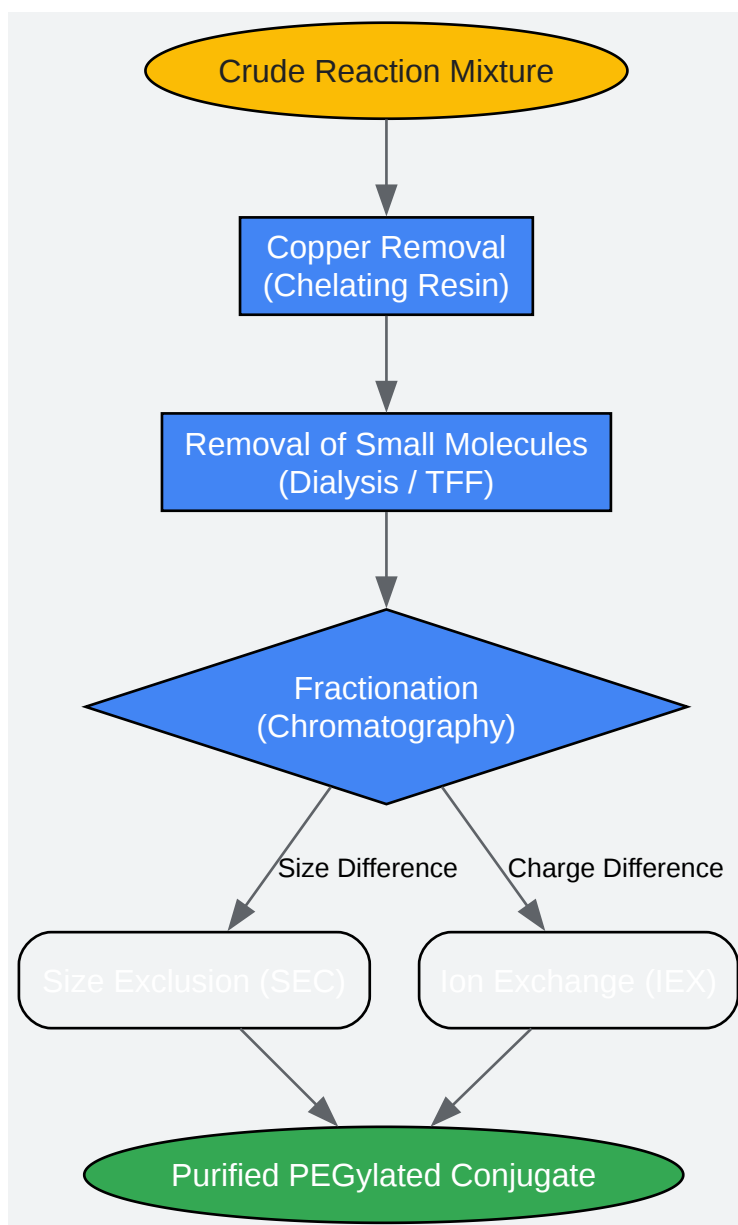 Crude Reaction Mixture
Copper Removal
(Chelating Resin)
Removal of Small Molecules
(Dialysis / TFF)
Fractionation
(Chromatography)
Size Difference
Charge Difference
Size Exclusion (SEC)
Ion Exchange (IEX)
Purified PEGylated Conjugate